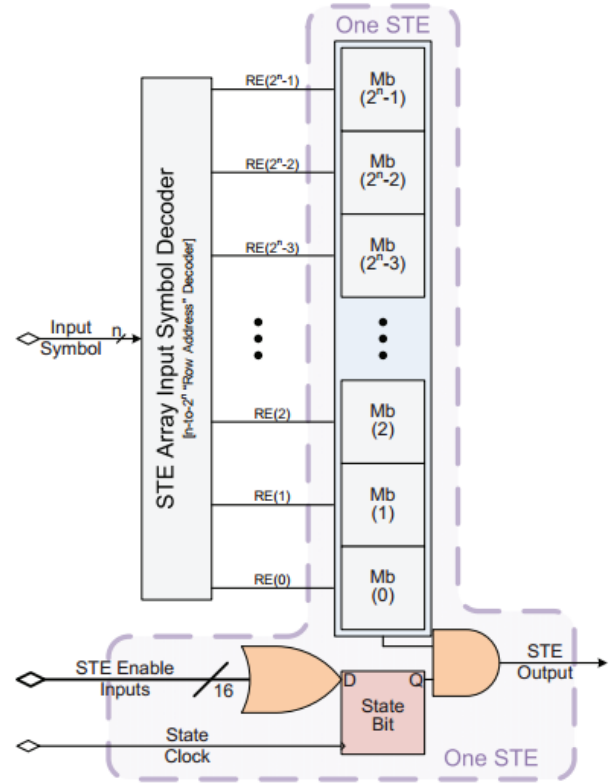 One STE
RE(2ⁿ-1)
Mb
(2ⁿ-1)
RE(2ⁿ-2)
Mb
(2ⁿ-2)
RE(2ⁿ-3)
Mb
(2ⁿ-3)
STE Array Input Symbol Decoder
[n-to-2ⁿ "Row Address" Decoder]
Input
Symbol
n
RE(2)
Mb
(2)
RE(1)
Mb
(1)
RE(0)
Mb
(0)
STE Enable
Inputs
16
D
Q
State
Bit
STE
Output
State
Clock
One STE